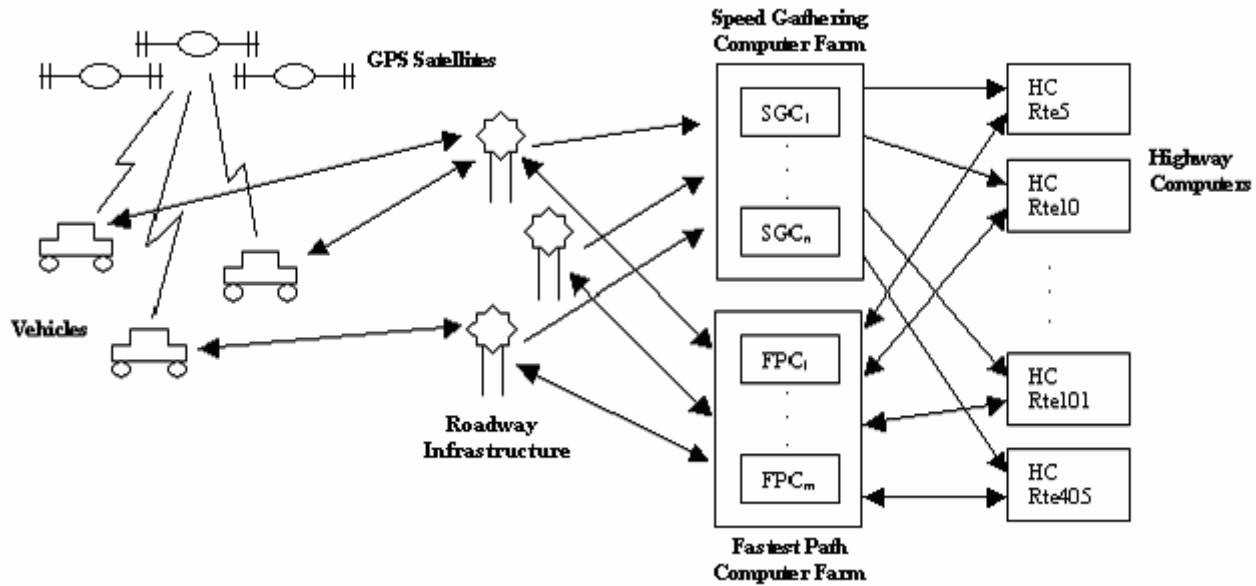 Speed Gathering
Computer Farm
GPS Satellites
SGC₁
.
.
.
SGCₙ
HC
Rte5
Highway
Computers
HC
Rte10
.
.
.
Vehicles
Roadway
Infrastructure
FPC₁
.
.
.
FPCₘ
HC
Rte101
HC
Rte405
Fastest Path
Computer Farm